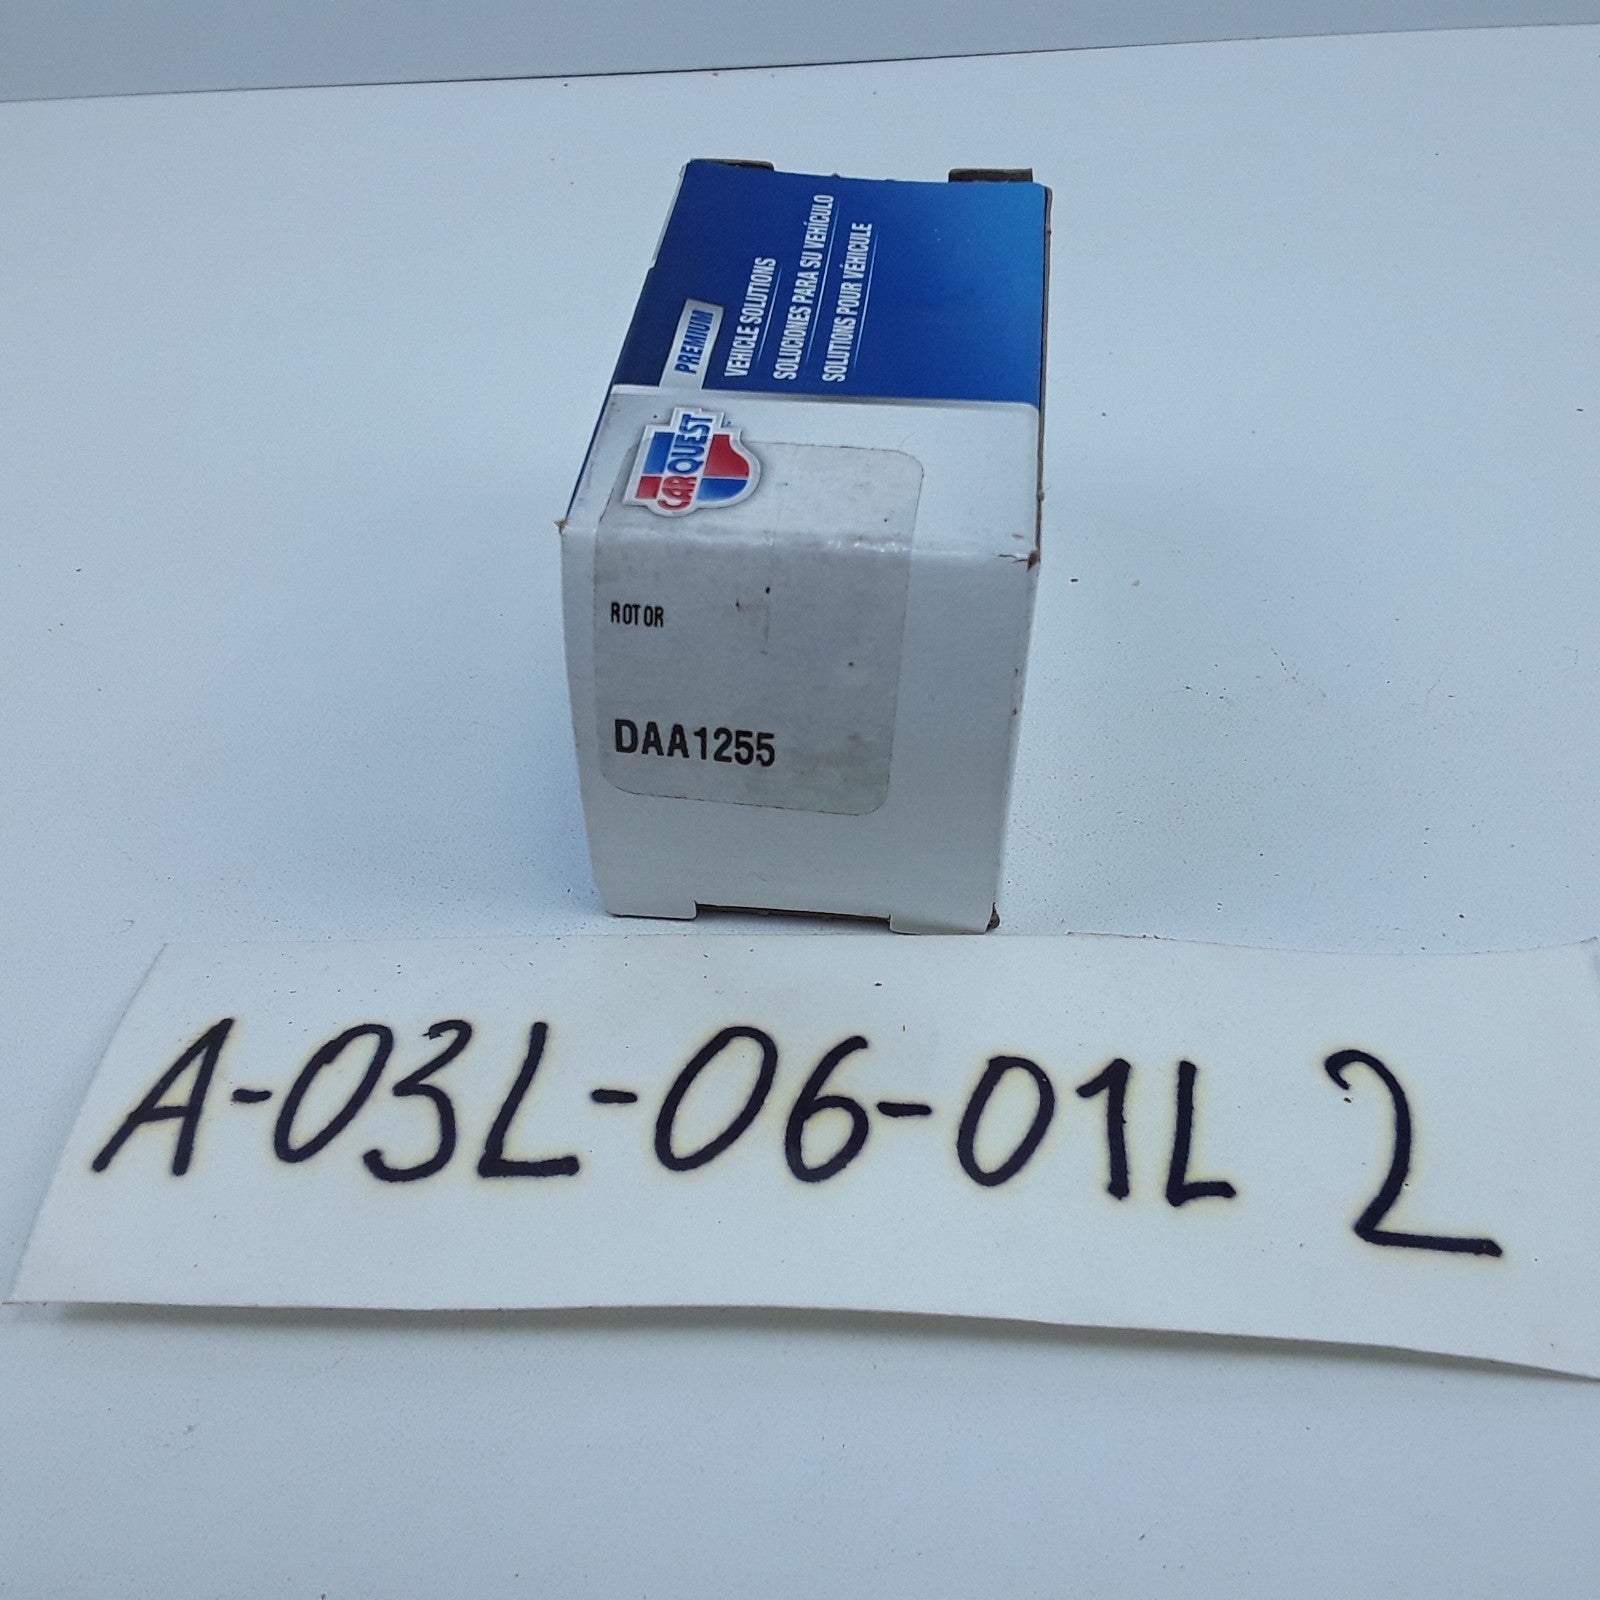 PREMIUM
VEHICLE SOLUTIONS
SOLUCIONES PARA SU VEHÍCULO
SOLUTIONS POUR VÉHICULE
CARQUEST
ROTOR
DAA1255
A-03L-06-01L 2